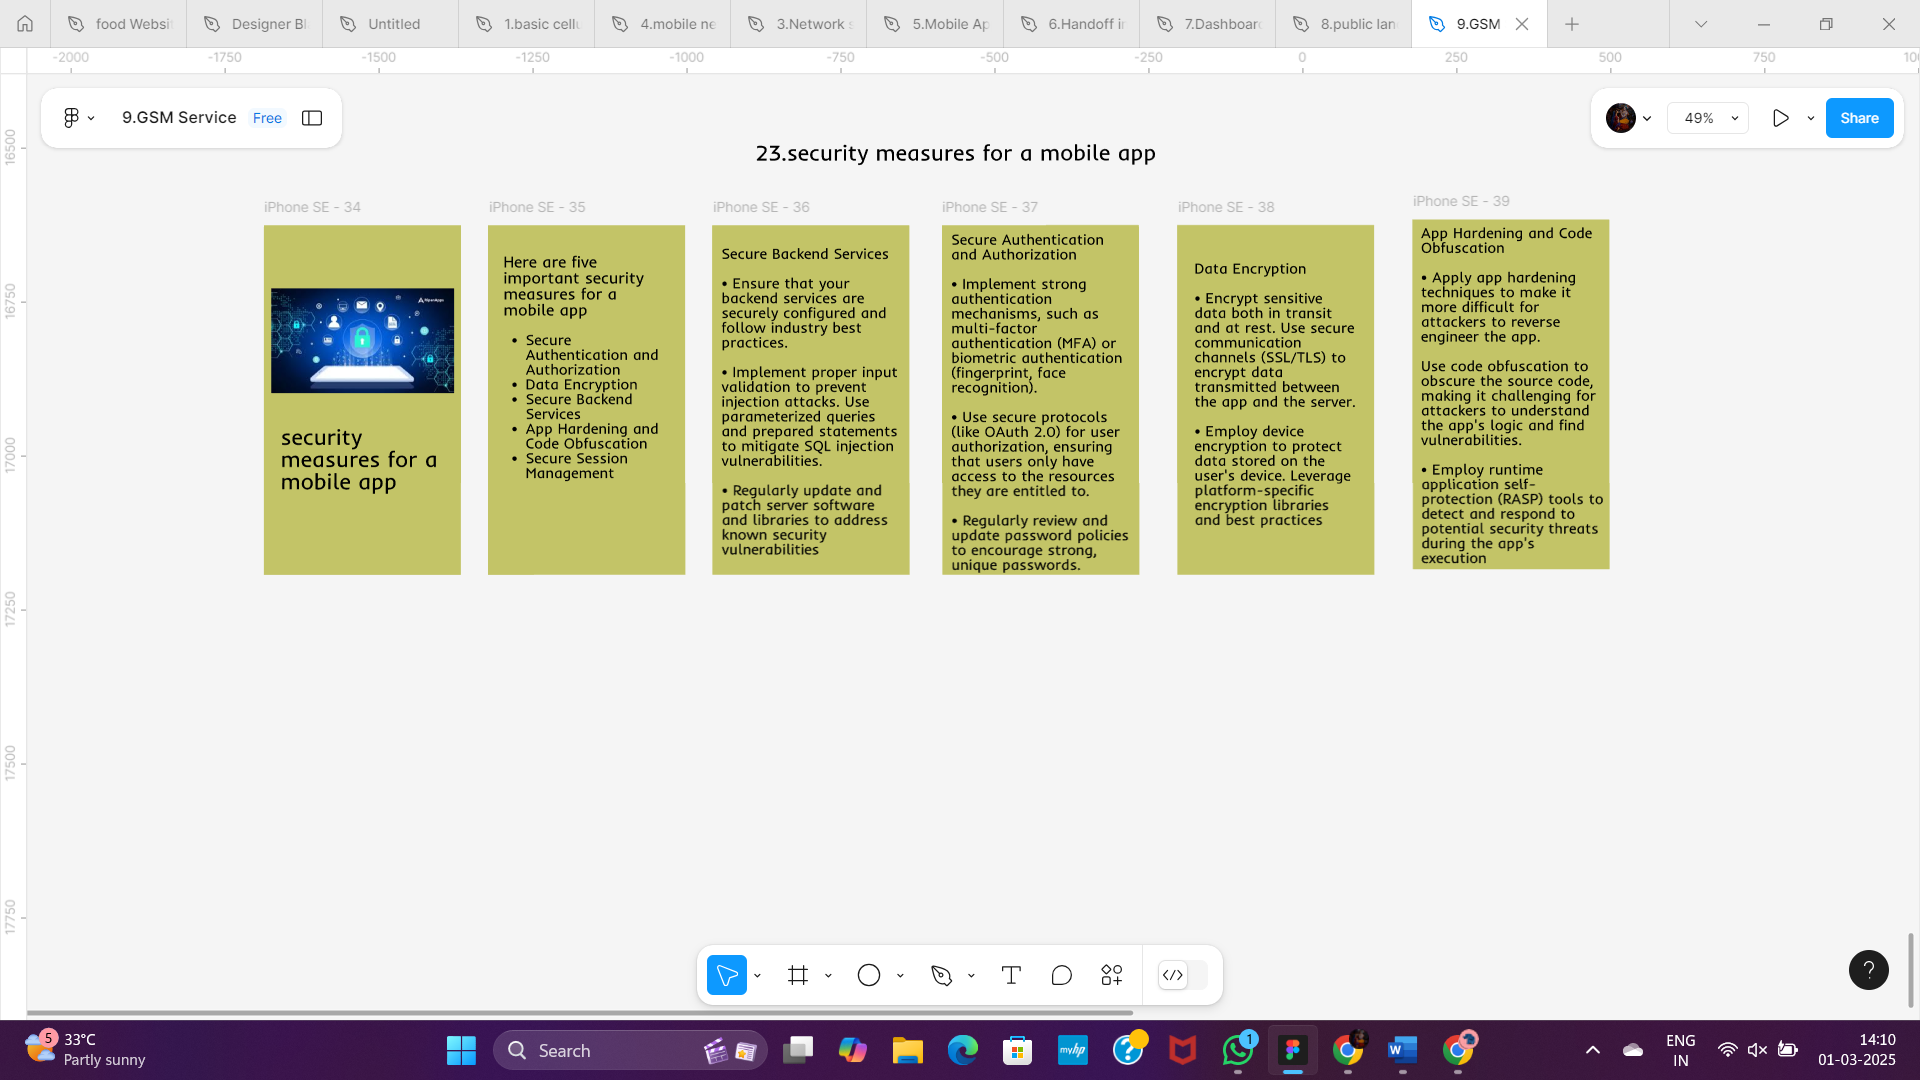 food Websit
Designer Bl
Untitled
1.basic cellu
4.mobile ne
3.Network s
5.Mobile Ap
6.Handoff in
7.Dashboard
8.public lan
9.GSM
-2000
-1750
-1500
-1250
-1000
-750
-500
-250
0
250
500
750
100
9.GSM Service
Free
49%
Share
16500
16750
17000
17250
17500
17750
23.security measures for a mobile app
iPhone SE - 34
security
measures for a
mobile app
iPhone SE - 35
Here are five
important security
measures for a
mobile app
• Secure
Authentication and
Authorization
• Data Encryption
• Secure Backend
Services
• App Hardening and
Code Obfuscation
• Secure Session
Management
iPhone SE - 36
Secure Backend Services
• Ensure that your
backend services are
securely configured and
follow industry best
practices.
• Implement proper input
validation to prevent
injection attacks. Use
parameterized queries
and prepared statements
to mitigate SQL injection
vulnerabilities.
• Regularly update and
patch server software
and libraries to address
known security
vulnerabilities
iPhone SE - 37
Secure Authentication
and Authorization
• Implement strong
authentication
mechanisms, such as
multi-factor
authentication (MFA) or
biometric authentication
(fingerprint, face
recognition).
• Use secure protocols
(like OAuth 2.0) for user
authorization, ensuring
that users only have
access to the resources
they are entitled to.
• Regularly review and
update password policies
to encourage strong,
unique passwords.
iPhone SE - 38
Data Encryption
• Encrypt sensitive
data both in transit
and at rest. Use secure
communication
channels (SSL/TLS) to
encrypt data
transmitted between
the app and the server.
• Employ device
encryption to protect
data stored on the
user's device. Leverage
platform-specific
encryption libraries
and best practices
iPhone SE - 39
App Hardening and Code
Obfuscation
• Apply app hardening
techniques to make it
more difficult for
attackers to reverse
engineer the app.
Use code obfuscation to
obscure the source code,
making it challenging for
attackers to understand
the app's logic and find
vulnerabilities.
• Employ runtime
application self-
protection (RASP) tools to
detect and respond to
potential security threats
during the app's
execution
?
5
33°C
Partly sunny
Search
myhp
1
ENG
IN
14:10
01-03-2025